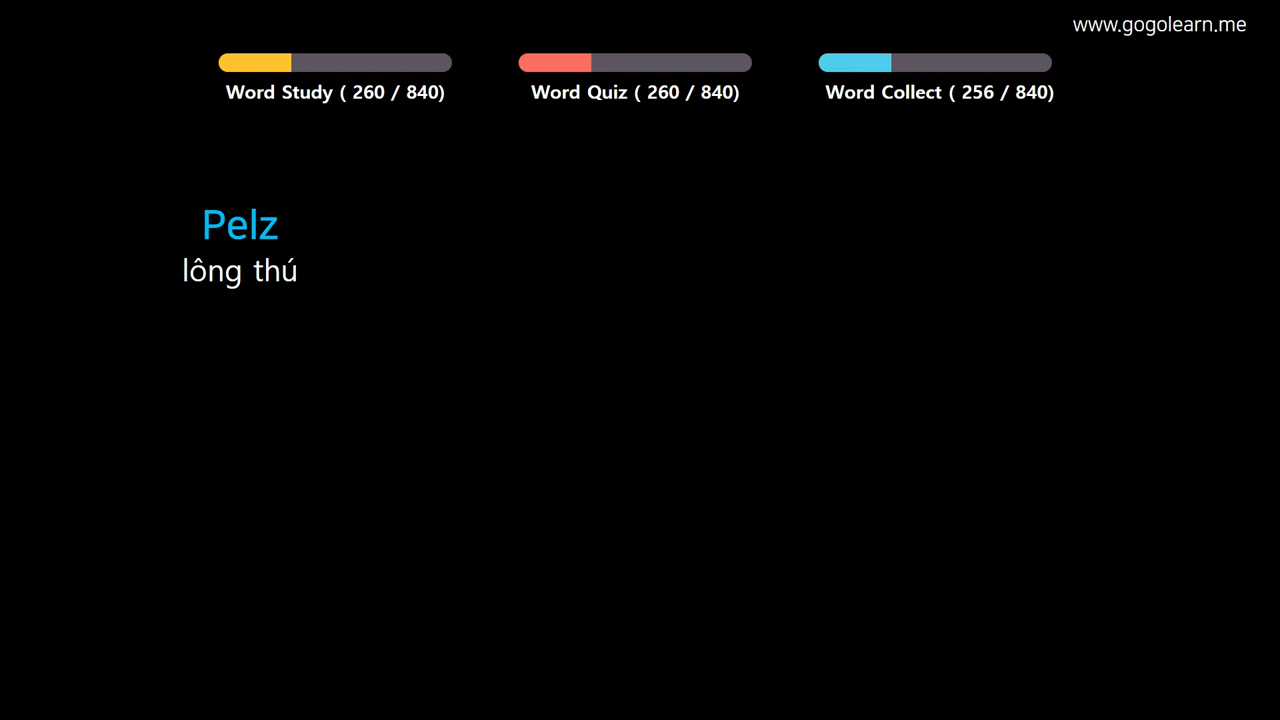 www.gogolearn.me
Word Study ( 260 / 840)
Word Quiz ( 260 / 840)
Word Collect ( 256 / 840)
Pelz
lông thú